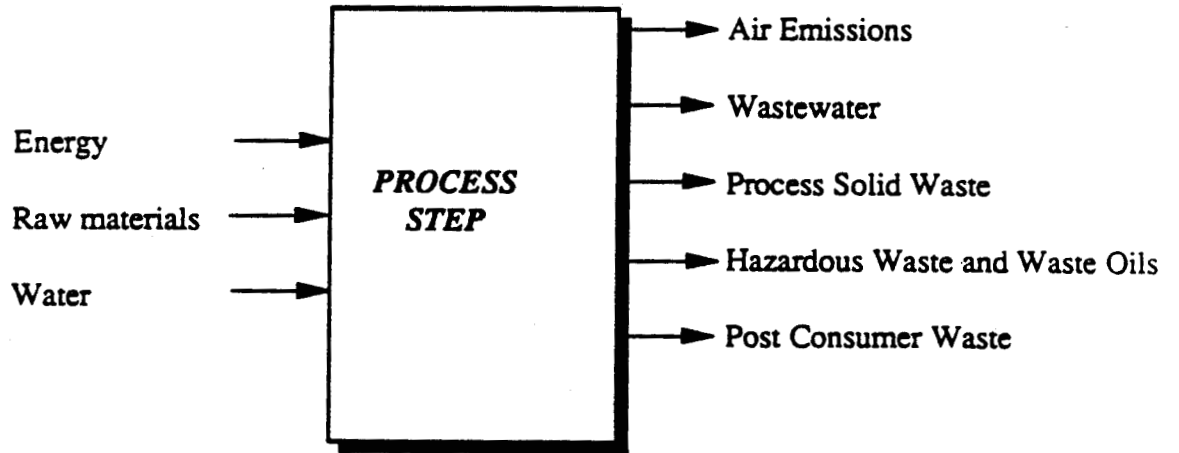 Energy
Raw materials
Water
PROCESS
STEP
Air Emissions
Wastewater
Process Solid Waste
Hazardous Waste and Waste Oils
Post Consumer Waste